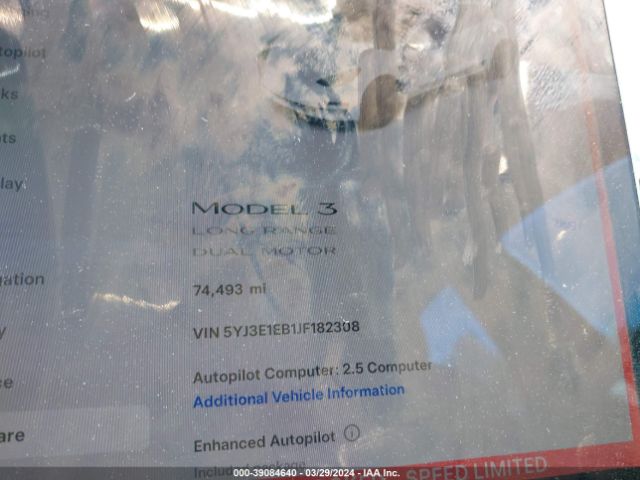 MODEL 3
LONG RANGE
DUAL MOTOR
74,493 mi
VIN 5YJ3E1EB1JF182308
Autopilot Computer: 2.5 Computer
Additional Vehicle Information
Enhanced Autopilot
SPEED LIMITED
000-39084640 - 03/29/2024 - IAA Inc.